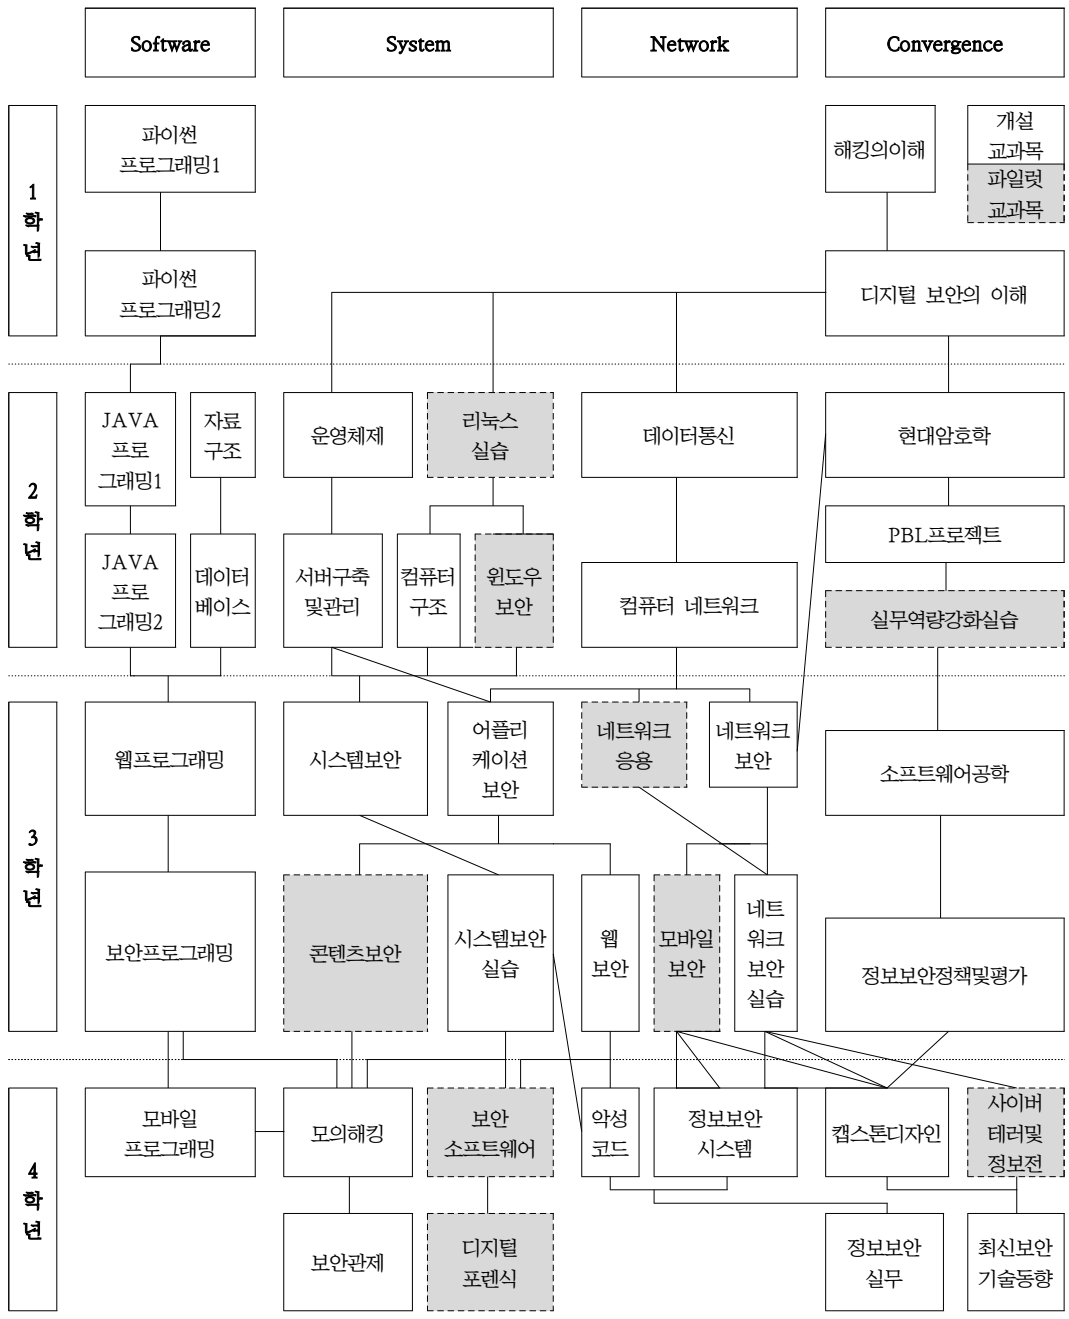 Software
System
Network
Convergence
1
학
년
파이썬
프로그래밍1
해킹의이해
개설
교과목
파일럿
교과목
파이썬
프로그래밍2
디지털 보안의 이해
2
학
년
JAVA
프로
그래밍1
자료
구조
운영체제
리눅스
실습
데이터통신
현대암호학
PBL프로젝트
JAVA
프로
그래밍2
데이터
베이스
서버구축
및관리
컴퓨터
구조
윈도우
보안
컴퓨터 네트워크
실무역량강화실습
3
학
년
웹프로그래밍
시스템보안
어플리
케이션
보안
네트워크
응용
네트워크
보안
소프트웨어공학
보안프로그래밍
콘텐츠보안
시스템보안
실습
웹
보안
모바일
보안
네트
워크
보안
실습
정보보안정책및평가
4
학
년
모바일
프로그래밍
모의해킹
보안
소프트웨어
악성
코드
정보보안
시스템
캡스톤디자인
사이버
테러및
정보전
보안관제
디지털
포렌식
정보보안
실무
최신보안
기술동향